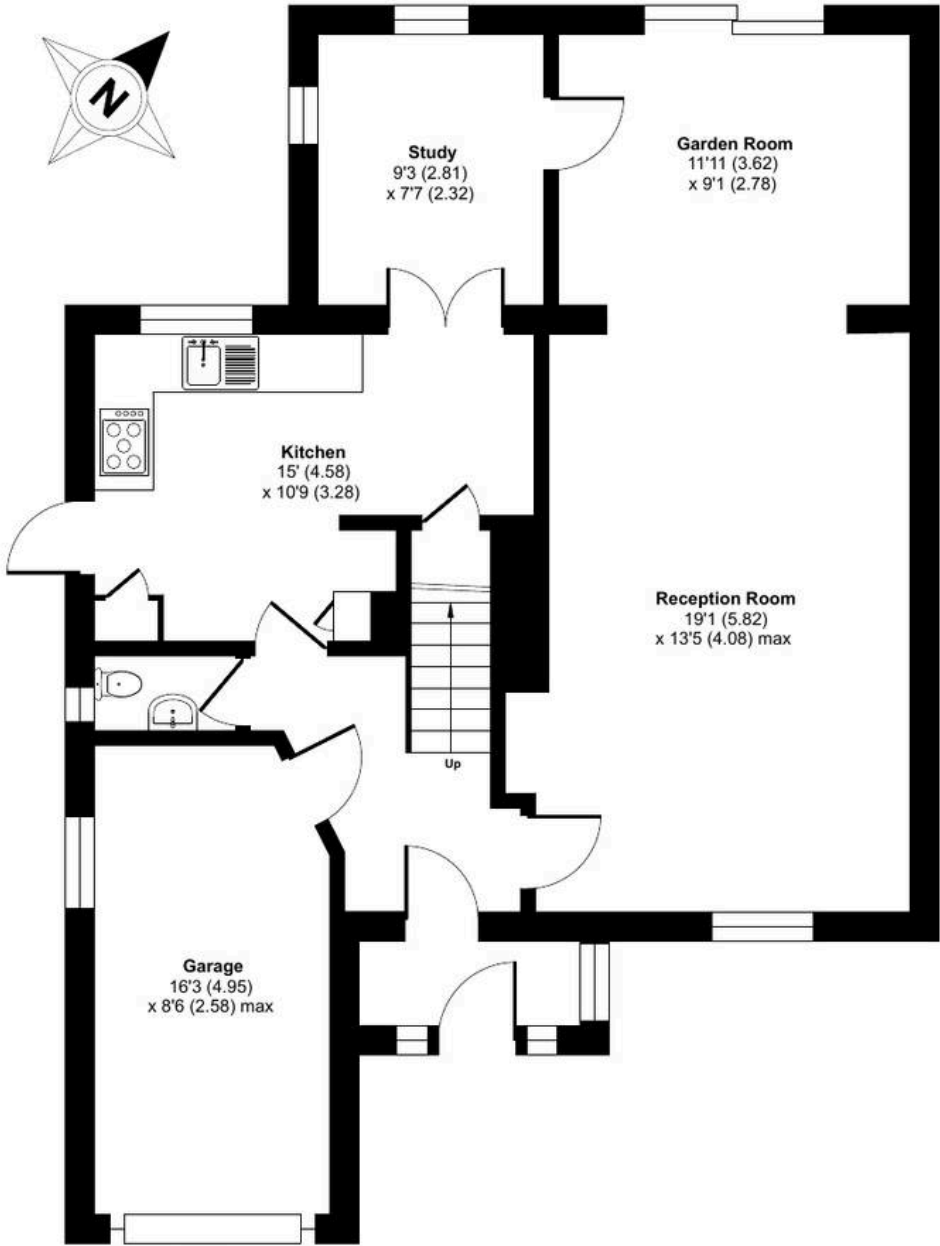 N
Study
9'3 (2.81)
x 7'7 (2.32)
Garden Room
11'11 (3.62)
x 9'1 (2.78)
Kitchen
15' (4.58)
x 10'9 (3.28)
Reception Room
19'1 (5.82)
x 13'5 (4.08) max
Up
Garage
16'3 (4.95)
x 8'6 (2.58) max